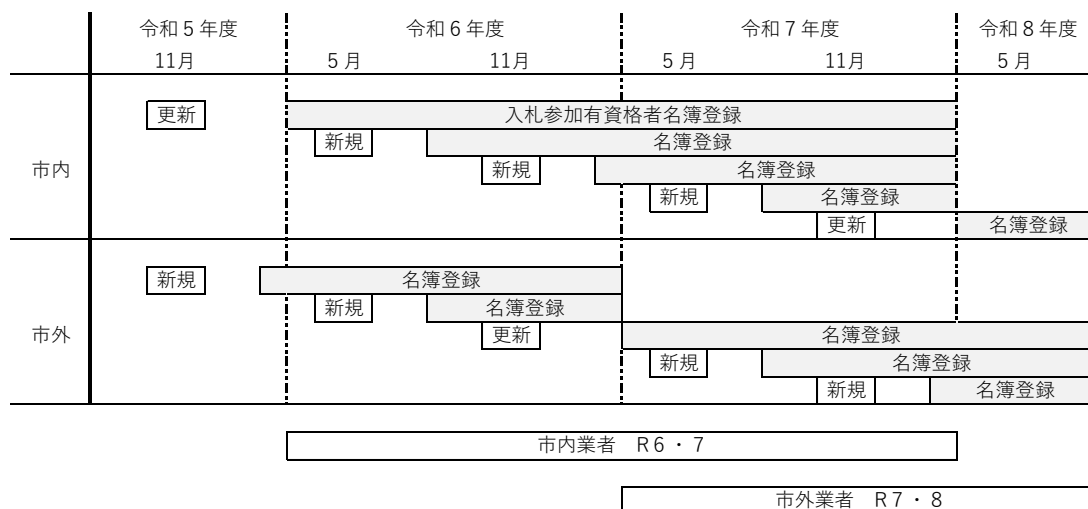 令和５年度　令和６年度　令和７年度　令和８年度
11月　５月　11月　５月　11月　５月
更新　入札参加有資格者名簿登録
新規　名簿登録
市内　新規　名簿登録
新規　名簿登録
更新　名簿登録
新規　名簿登録
新規　名簿登録
市外　更新　名簿登録
新規　名簿登録
新規　名簿登録
市内業者　Ｒ６・７
市外業者　Ｒ７・８